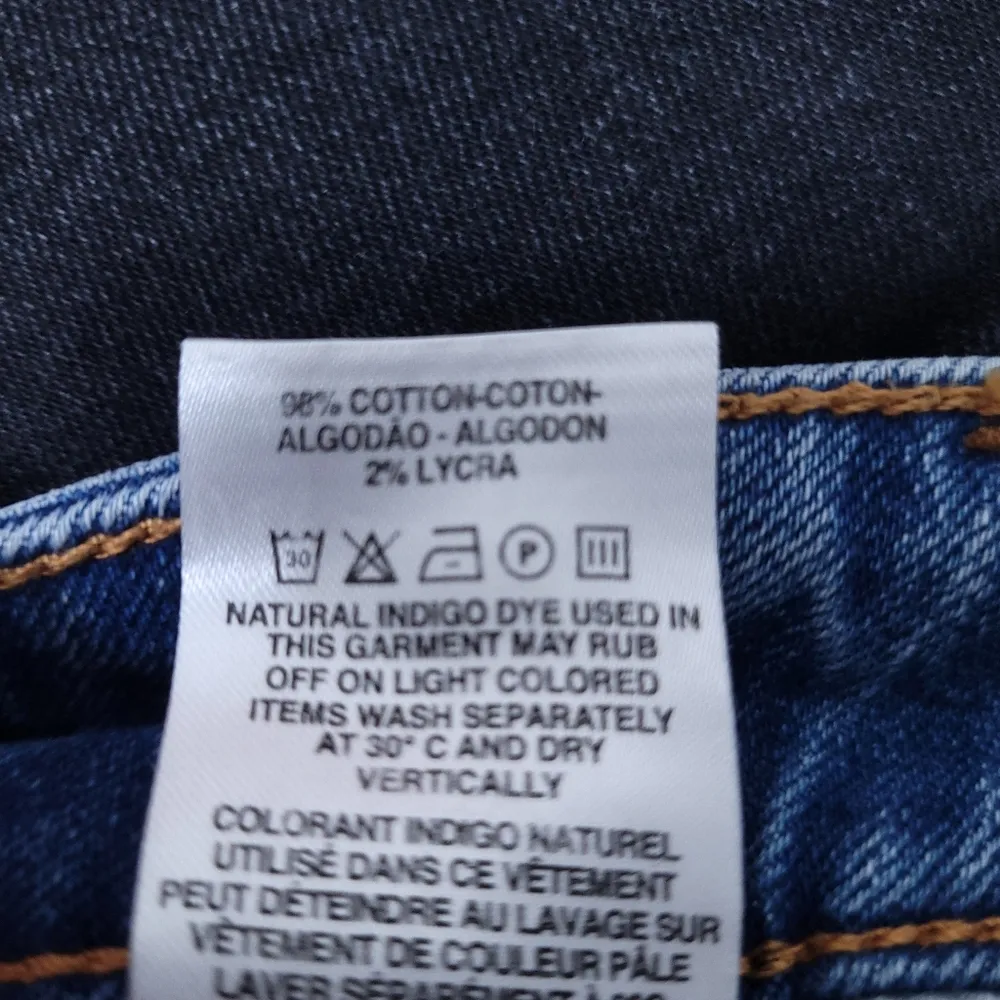 98% COTTON-COTON-
ALGODÃO - ALGODON
2% LYCRA
30 P
NATURAL INDIGO DYE USED IN
THIS GARMENT MAY RUB
OFF ON LIGHT COLORED
ITEMS WASH SEPARATELY
AT 30° C AND DRY
VERTICALLY
COLORANT INDIGO NATUREL
UTILISÉ DANS CE VÊTEMENT
PEUT DÉTEINDRE AU LAVAGE SUR
VÊTEMENT DE COULEUR PÂLE
LAVER SÉPARÉMENT À